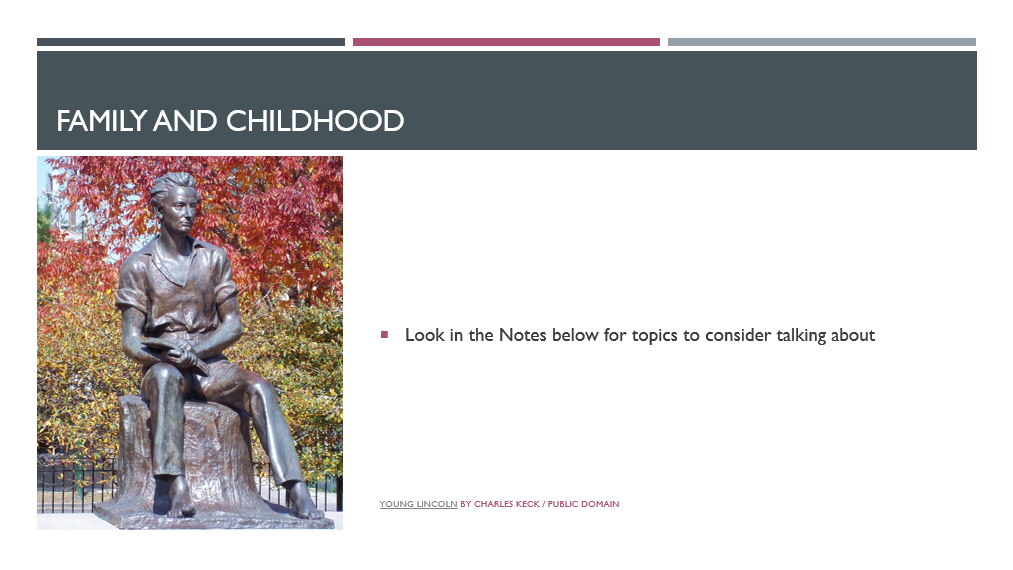 FAMILY AND CHILDHOOD
Look in the Notes below for topics to consider talking about
YOUNG LINCOLN BY CHARLES KECK / PUBLIC DOMAIN